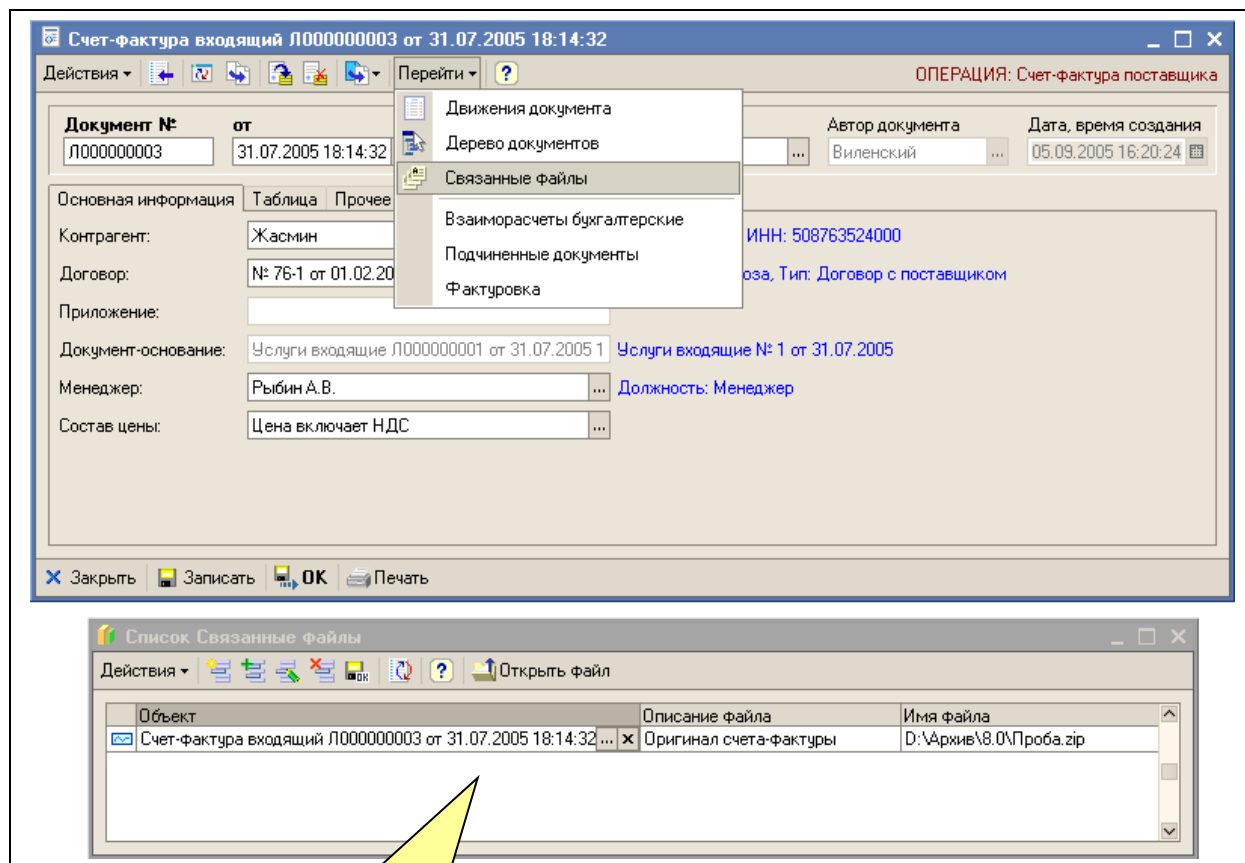 Счет-фактура входящий Л000000003 от 31.07.2005 18:14:32
Действия Перейти ? ОПЕРАЦИЯ: Счет-фактура поставщика
Движения документа
Дерево документов
Связанные файлы
Взаиморасчеты бухгалтерские
Подчиненные документы
Фактуровка
Документ № от Автор документа Дата, время создания
Л000000003 31.07.2005 18:14:32 ... Виленский ... 05.09.2005 16:20:24
Основная информация Таблица Прочее
Контрагент: Жасмин ИНН: 508763524000
Договор: № 76-1 от 01.02.20 оза, Тип: Договор с поставщиком
Приложение:
Документ-основание: Услуги входящие Л000000001 от 31.07.2005 1 Услуги входящие № 1 от 31.07.2005
Менеджер: Рыбин А.В. ... Должность: Менеджер
Состав цены: Цена включает НДС ...
Закрыть Записать OK Печать
Список Связанные файлы
Действия ? Открыть файл
Объект Описание файла Имя файла
Счет-фактура входящий Л000000003 от 31.07.2005 18:14:32 ... x Оригинал счета-фактуры D:\Архив\8.0\Проба.zip